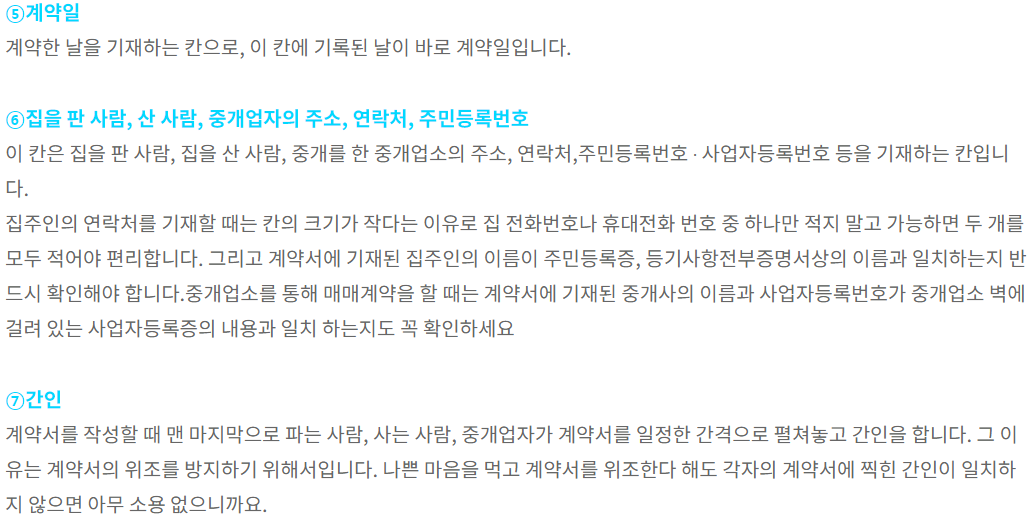 ⑤계약일
계약한 날을 기재하는 칸으로, 이 칸에 기록된 날이 바로 계약일입니다.
⑥집을 판 사람, 산 사람, 중개업자의 주소, 연락처, 주민등록번호
이 칸은 집을 판 사람, 집을 산 사람, 중개를 한 중개업소의 주소, 연락처,주민등록번호 · 사업자등록번호 등을 기재하는 칸입니
다.
집주인의 연락처를 기재할 때는 칸의 크기가 작다는 이유로 집 전화번호나 휴대전화 번호 중 하나만 적지 말고 가능하면 두 개를
모두 적어야 편리합니다. 그리고 계약서에 기재된 집주인의 이름이 주민등록증, 등기사항전부증명서상의 이름과 일치하는지 반
드시 확인해야 합니다.중개업소를 통해 매매계약을 할 때는 계약서에 기재된 중개사의 이름과 사업자등록번호가 중개업소 벽에
걸려 있는 사업자등록증의 내용과 일치 하는지도 꼭 확인하세요
⑦간인
계약서를 작성할 때 맨 마지막으로 파는 사람, 사는 사람, 중개업자가 계약서를 일정한 간격으로 펼쳐놓고 간인을 합니다. 그 이
유는 계약서의 위조를 방지하기 위해서입니다. 나쁜 마음을 먹고 계약서를 위조한다 해도 각자의 계약서에 찍힌 간인이 일치하
지 않으면 아무 소용 없으니까요.